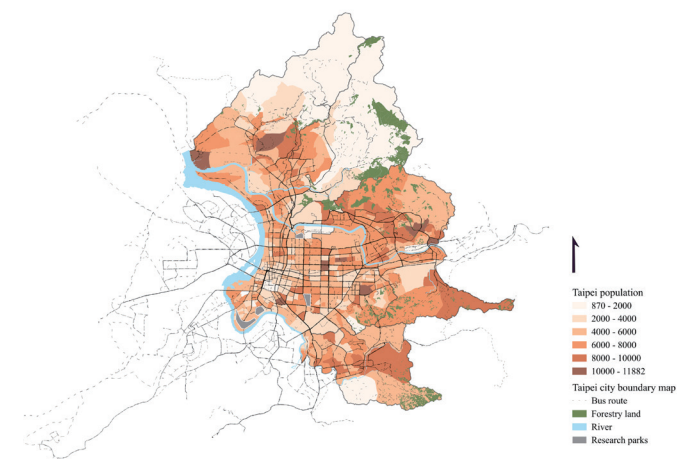 Taipei population
870 - 2000
2000 - 4000
4000 - 6000
6000 - 8000
8000 - 10000
10000 - 11882
Taipei city boundary map
Bus route
Forestry land
River
Research parks